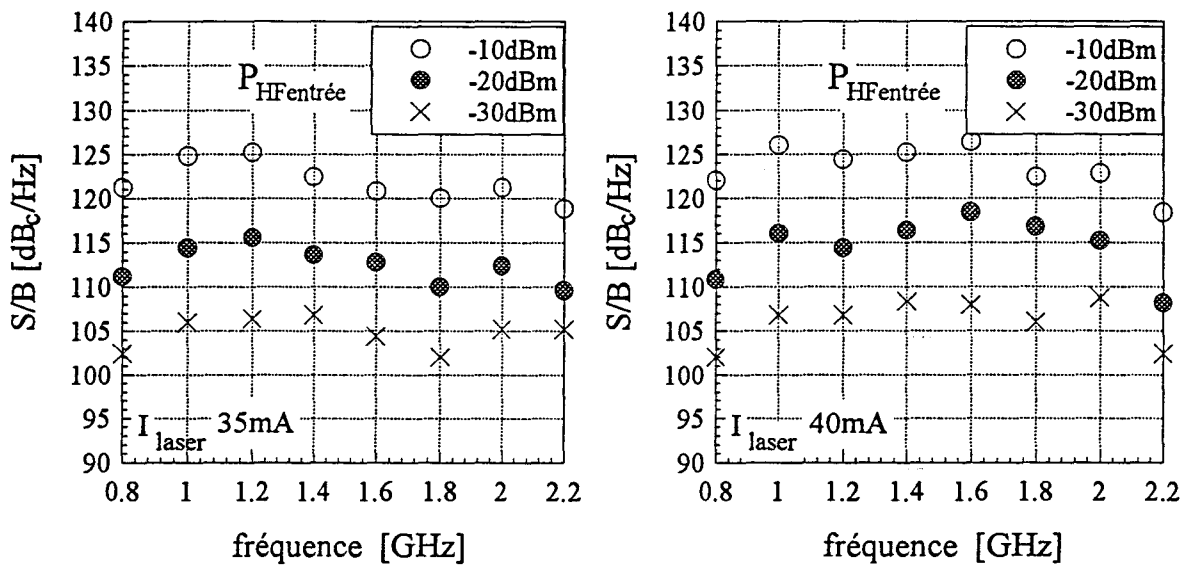 140
135
130
125
120
115
110
105
100
95
90
S/B [dBc/Hz]
P HFentrée
-10dBm
-20dBm
-30dBm
I laser 35mA
0.8 1 1.2 1.4 1.6 1.8 2 2.2
fréquence [GHz]
140
135
130
125
120
115
110
105
100
95
90
S/B [dBc/Hz]
P HFentrée
-10dBm
-20dBm
-30dBm
I laser 40mA
0.8 1 1.2 1.4 1.6 1.8 2 2.2
fréquence [GHz]